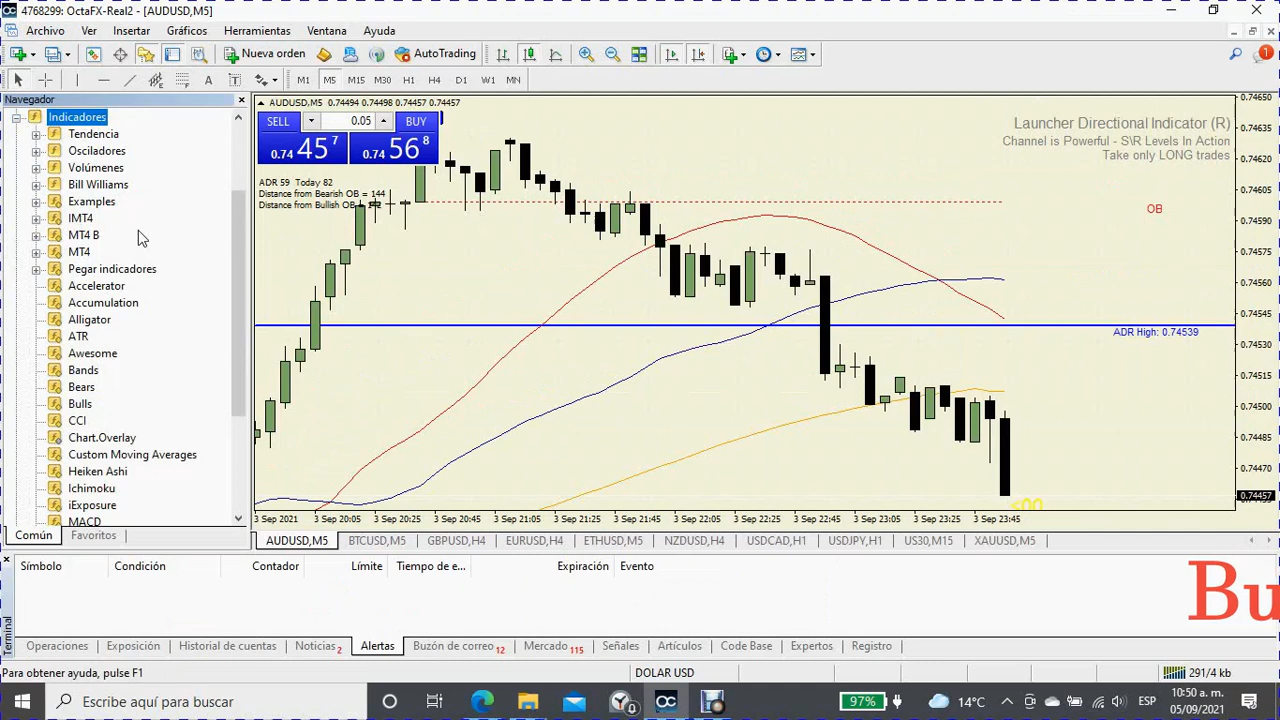 4768299: OctaFX-Real2 - [AUDUSD,M5]
Archivo Ver Insertar Gráficos Herramientas Ventana Ayuda
Nueva orden AutoTrading
M1 M5 M15 M30 H1 H4 D1 W1 MN
Navegador
Indicadores
Tendencia
Osciladores
Volúmenes
Bill Williams
Examples
IMT4
MT4 B
MT4
Pegar indicadores
Accelerator
Accumulation
Alligator
ATR
Awesome
Bands
Bears
Bulls
CCI
Chart.Overlay
Custom Moving Averages
Heiken Ashi
Ichimoku
iExposure
MACD
Común Favoritos
AUDUSD,M5 0.74494 0.74498 0.74457 0.74457
SELL 0.05 BUY
0.74 45 7 0.74 56 8
ADR 59 Today 82
Distance from Bearish OB = 144
Distance from Bullish OB =
Launcher Directional Indicator (R)
Channel is Powerful - S\R Levels In Action
Take only LONG trades
OB
ADR High: 0.74539
<00
0.74650
0.74635
0.74620
0.74605
0.74590
0.74575
0.74560
0.74545
0.74530
0.74515
0.74500
0.74485
0.74470
0.74457
3 Sep 2021 3 Sep 20:05 3 Sep 20:25 3 Sep 20:45 3 Sep 21:05 3 Sep 21:25 3 Sep 21:45 3 Sep 22:05 3 Sep 22:25 3 Sep 22:45 3 Sep 23:05 3 Sep 23:25 3 Sep 23:45
AUDUSD,M5 BTCUSD,M5 GBPUSD,H4 EURUSD,H4 ETHUSD,M5 NZDUSD,H4 USDCAD,H1 USDJPY,H1 US30,M15 XAUUSD,M5
Símbolo Condición Contador Límite Tiempo de e... Expiración Evento
Bu
Terminal
Operaciones Exposición Historial de cuentas Noticias 2 Alertas Buzón de correo 12 Mercado 115 Señales Artículos Code Base Expertos Registro
Para obtener ayuda, pulse F1 DOLAR USD 291/4 kb
Escribe aquí para buscar 97% 14°C ESP 10:50 a. m.
05/09/2021